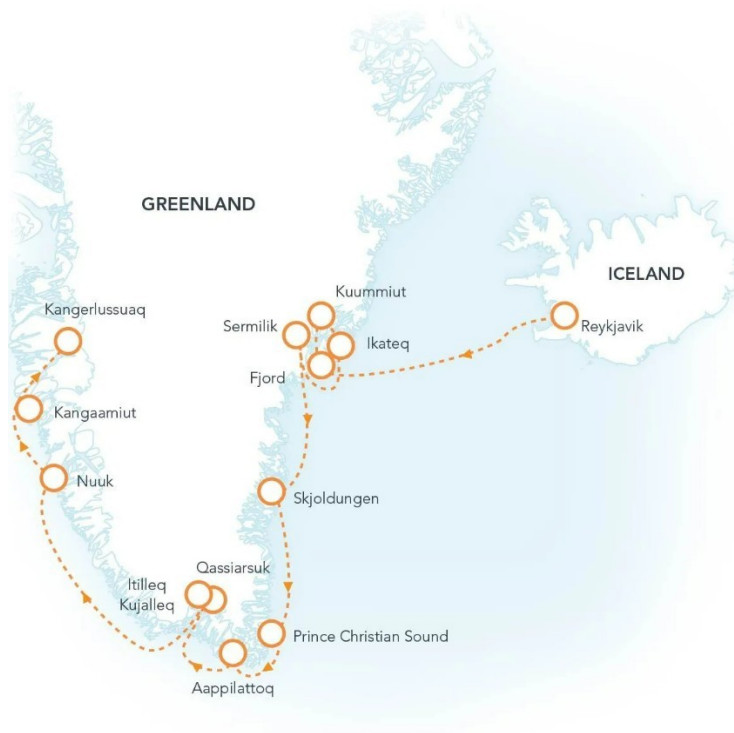 GREENLAND
ICELAND
Kuummiut
Kangerlussuaq
Sermilik
Reykjavik
Ikateq
Fjord
Kangaamiut
Nuuk
Skjoldungen
Qassiarsuk
Itilleq
Kujalleq
Prince Christian Sound
Aappilattoq